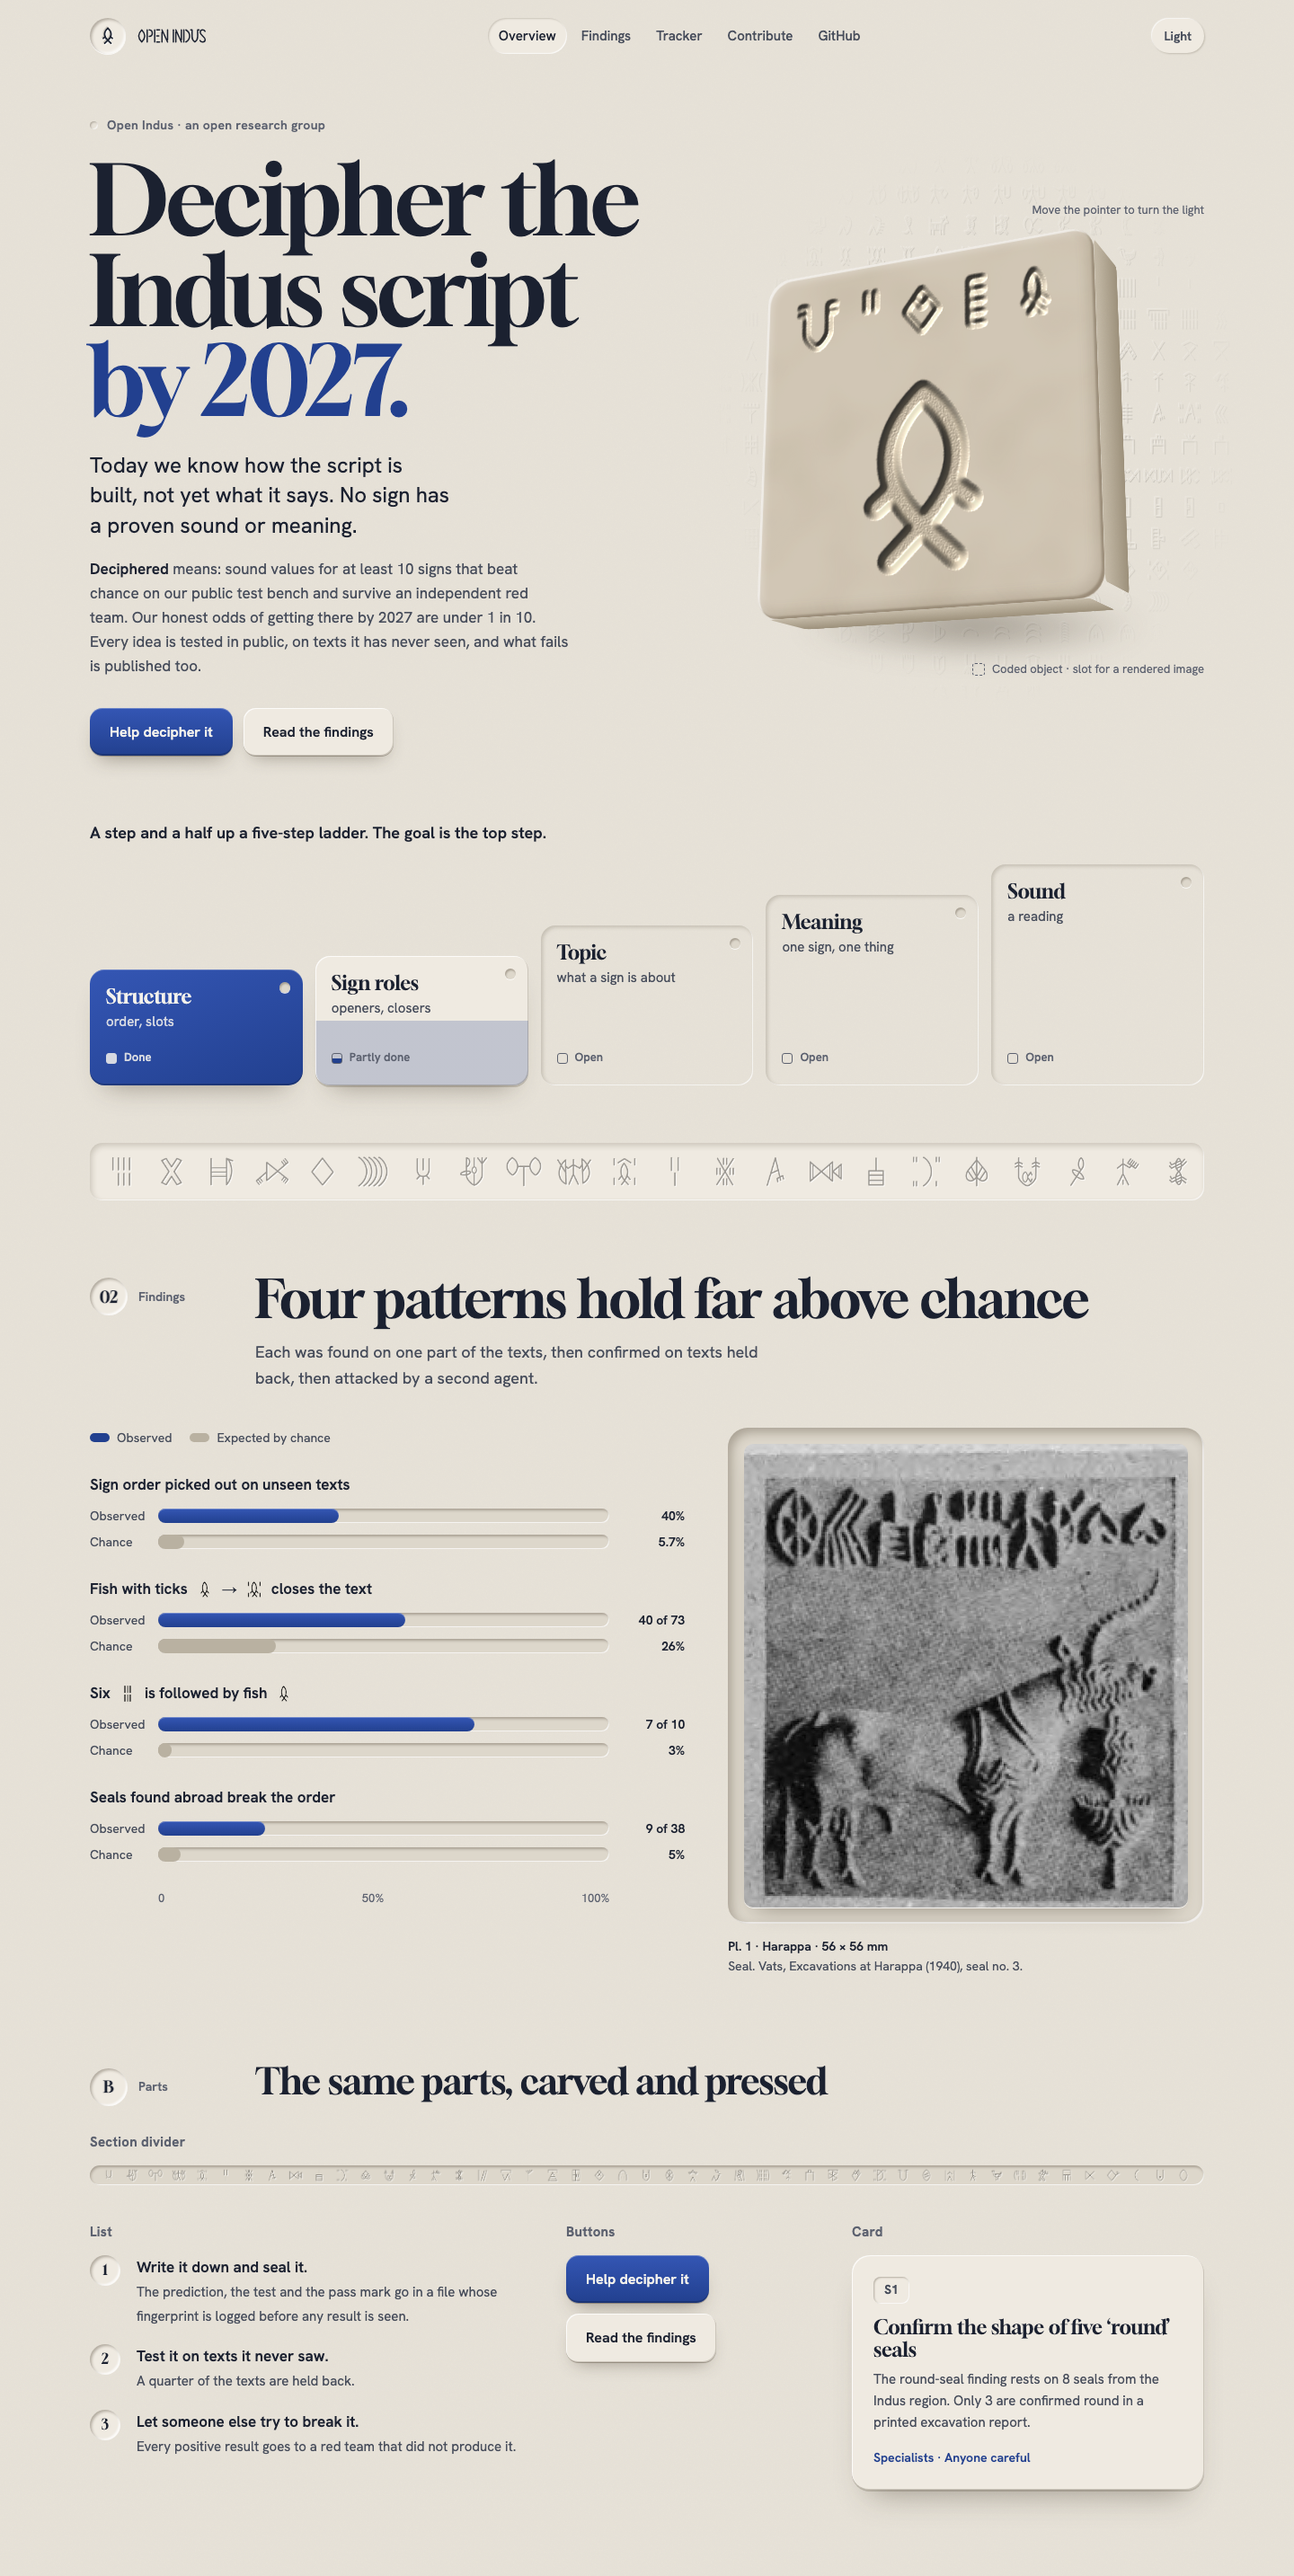 OPEN INDUS
Overview
Findings
Tracker
Contribute
GitHub
Light
Open Indus · an open research group
Decipher the
Indus script
by 2027.
Today we know how the script is
built, not yet what it says. No sign has
a proven sound or meaning.
Deciphered means: sound values for at least 10 signs that beat
chance on our public test bench and survive an independent red
team. Our honest odds of getting there by 2027 are under 1 in 10.
Every idea is tested in public, on texts it has never seen, and what fails
is published too.
Help decipher it
Read the findings
Move the pointer to turn the light
Coded object · slot for a rendered image
A step and a half up a five-step ladder. The goal is the top step.
Structure
order, slots
Done
Sign roles
openers, closers
Partly done
Topic
what a sign is about
Open
Meaning
one sign, one thing
Open
Sound
a reading
Open
02
Findings
Four patterns hold far above chance
Each was found on one part of the texts, then confirmed on texts held
back, then attacked by a second agent.
Observed
Expected by chance
Sign order picked out on unseen texts
Observed 40%
Chance 5.7%
Fish with ticks → closes the text
Observed 40 of 73
Chance 26%
Six is followed by fish
Observed 7 of 10
Chance 3%
Seals found abroad break the order
Observed 9 of 38
Chance 5%
0 50% 100%
Pl. 1 · Harappa · 56 × 56 mm
Seal. Vats, Excavations at Harappa (1940), seal no. 3.
B
Parts
The same parts, carved and pressed
Section divider
List
1
Write it down and seal it.
The prediction, the test and the pass mark go in a file whose
fingerprint is logged before any result is seen.
2
Test it on texts it never saw.
A quarter of the texts are held back.
3
Let someone else try to break it.
Every positive result goes to a red team that did not produce it.
Buttons
Help decipher it
Read the findings
Card
S1
Confirm the shape of five ‘round’
seals
The round-seal finding rests on 8 seals from the
Indus region. Only 3 are confirmed round in a
printed excavation report.
Specialists · Anyone careful